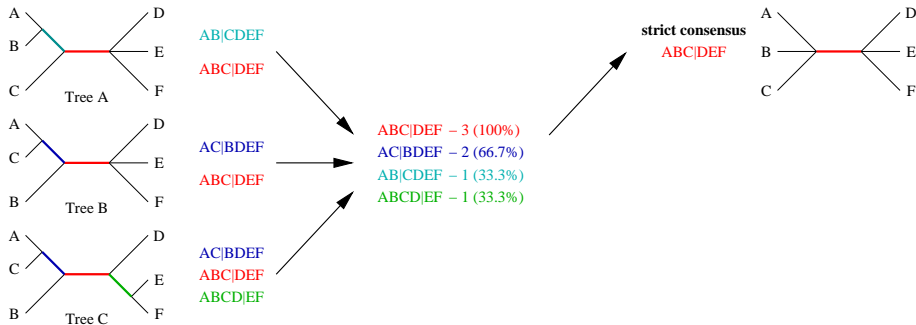 A
B
C
D
E
F
Tree A
AB|CDEF
ABC|DEF
A
C
B
D
E
F
Tree B
AC|BDEF
ABC|DEF
A
C
B
D
E
F
Tree C
AC|BDEF
ABC|DEF
ABCD|EF
ABC|DEF – 3 (100%)
AC|BDEF – 2 (66.7%)
AB|CDEF – 1 (33.3%)
ABCD|EF – 1 (33.3%)
strict consensus
ABC|DEF
A
B
C
D
E
F